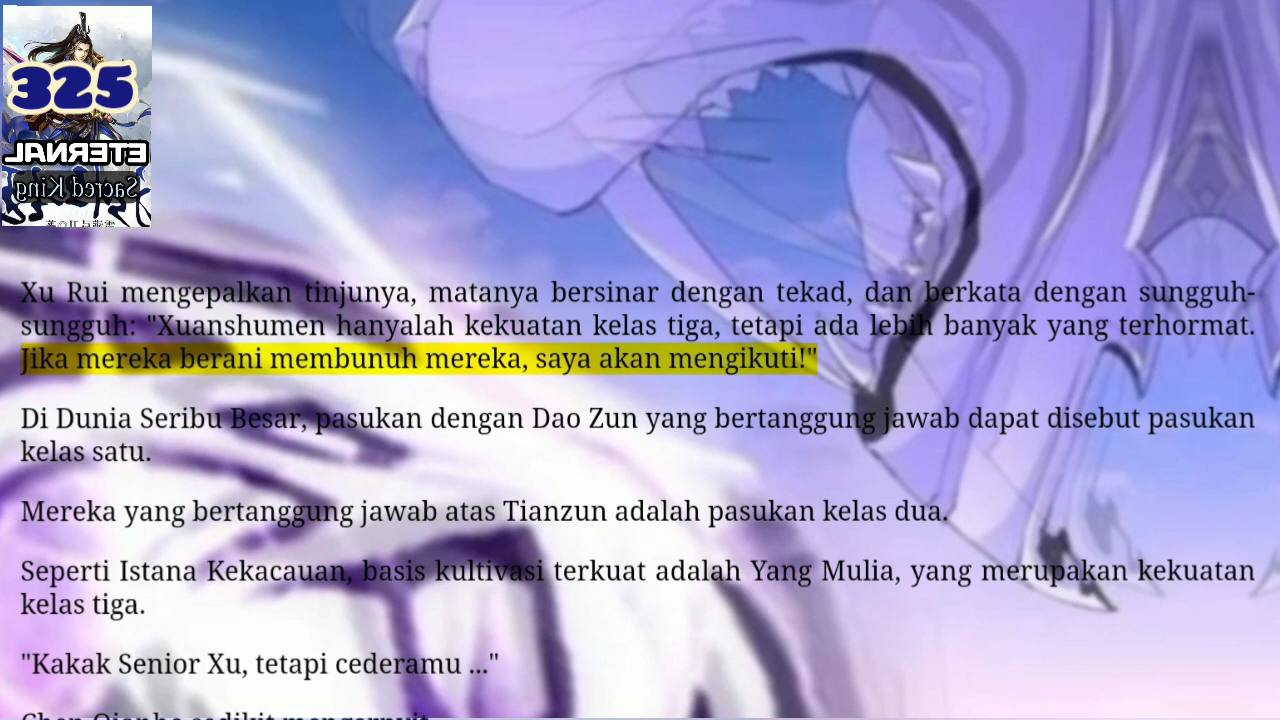 325
ETERNAL
Sacred King
Xu Rui mengepalkan tinjunya, matanya bersinar dengan tekad, dan berkata dengan sungguh-
sungguh: "Xuanshumen hanyalah kekuatan kelas tiga, tetapi ada lebih banyak yang terhormat.
Jika mereka berani membunuh mereka, saya akan mengikuti!"
Di Dunia Seribu Besar, pasukan dengan Dao Zun yang bertanggung jawab dapat disebut pasukan
kelas satu.
Mereka yang bertanggung jawab atas Tianzun adalah pasukan kelas dua.
Seperti Istana Kekacauan, basis kultivasi terkuat adalah Yang Mulia, yang merupakan kekuatan
kelas tiga.
"Kakak Senior Xu, tetapi cederamu ..."